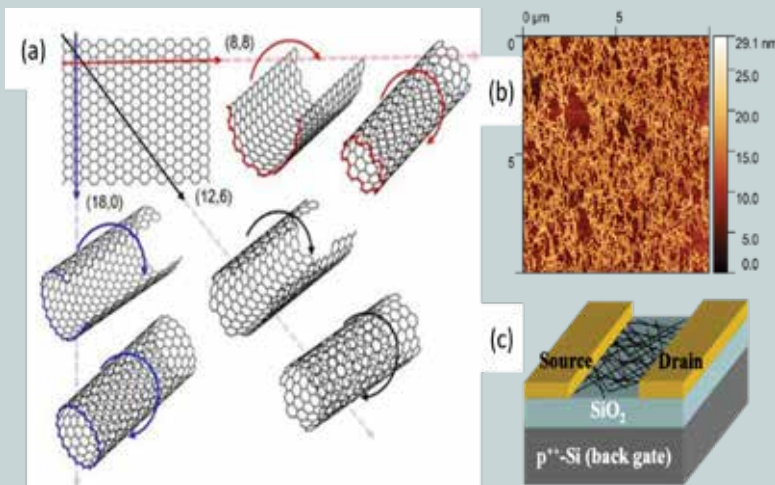 (a)
(8,8)
(18,0)
(12,6)
0 µm
5
0
5
(b)
29.1 nm
25.0
20.0
15.0
10.0
5.0
0.0
(c)
Source
Drain
SiO₂
p⁺⁺-Si (back gate)